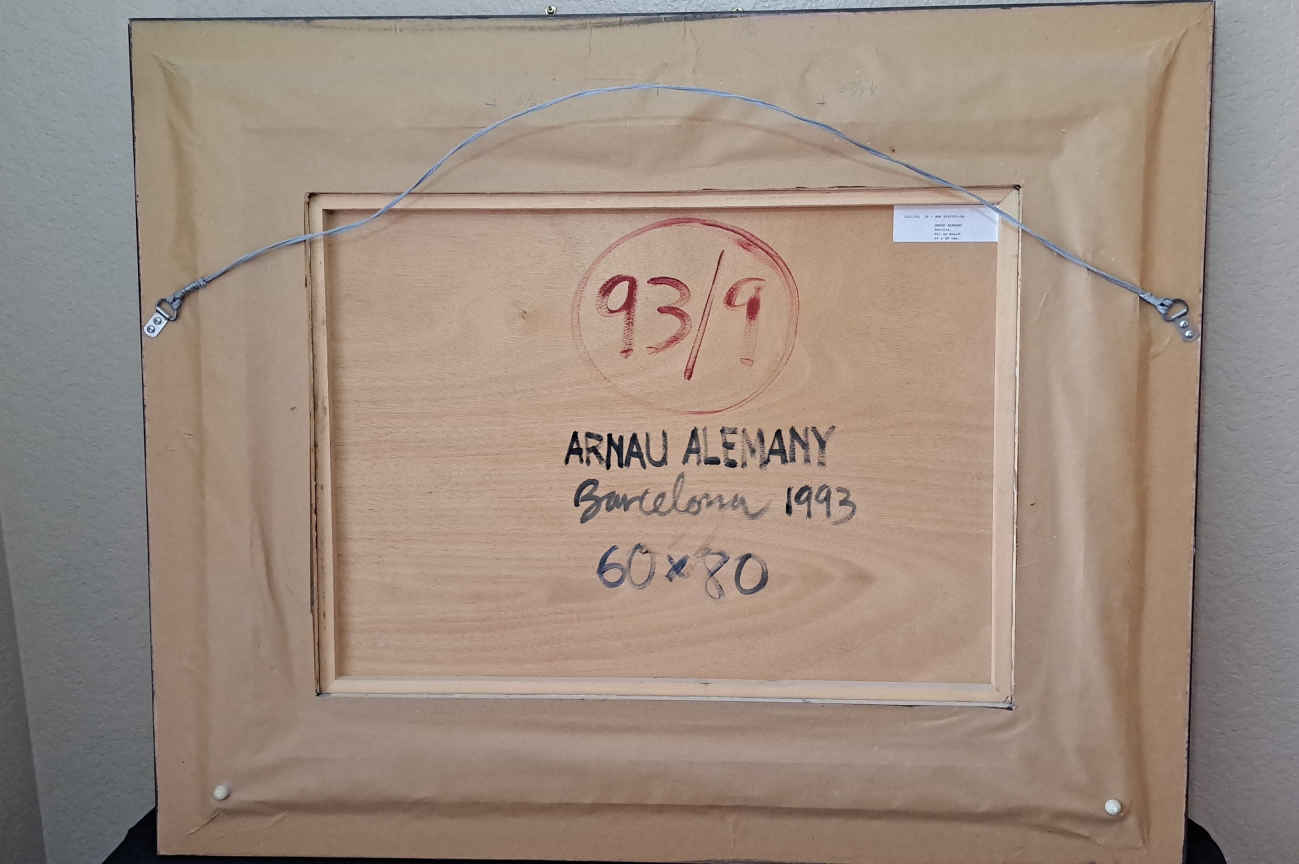 93/9
ARNAU ALEMANY
Barcelona 1993
60x80